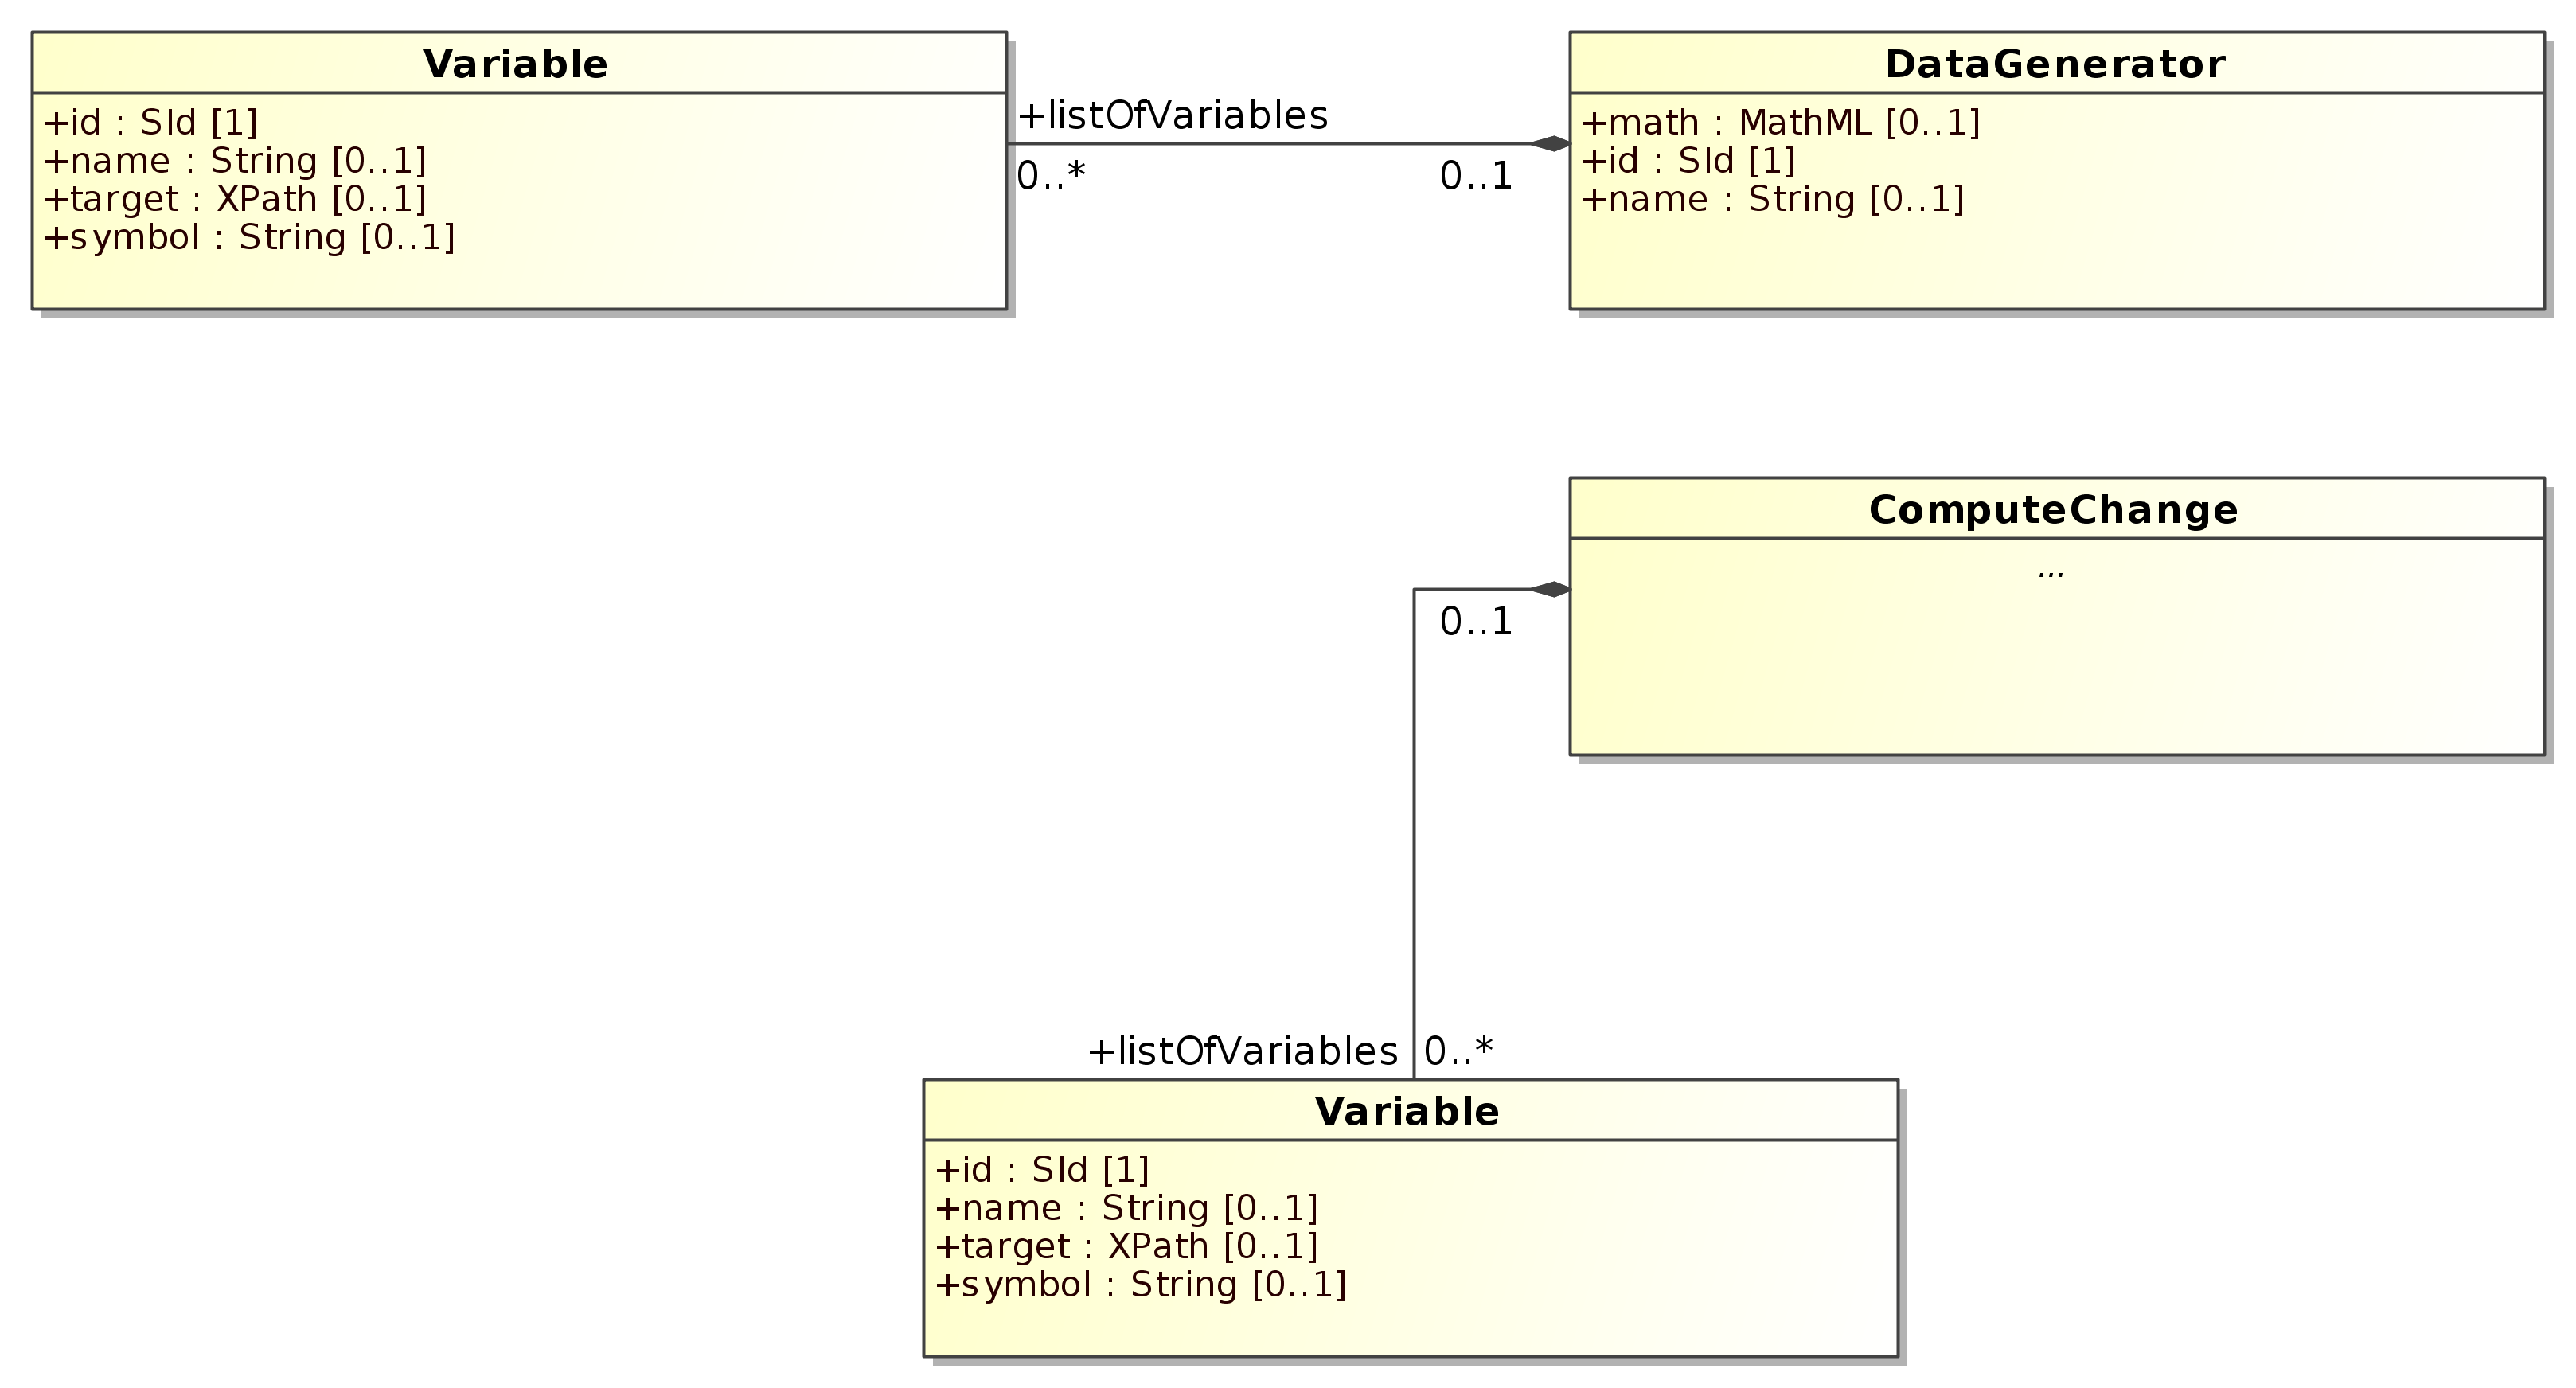 Variable
+id : SId [1]
+name : String [0..1]
+target : XPath [0..1]
+symbol : String [0..1]
+listOfVariables
0..*
0..1
DataGenerator
+math : MathML [0..1]
+id : SId [1]
+name : String [0..1]
ComputeChange
...
0..1
+listOfVariables
0..*
Variable
+id : SId [1]
+name : String [0..1]
+target : XPath [0..1]
+symbol : String [0..1]